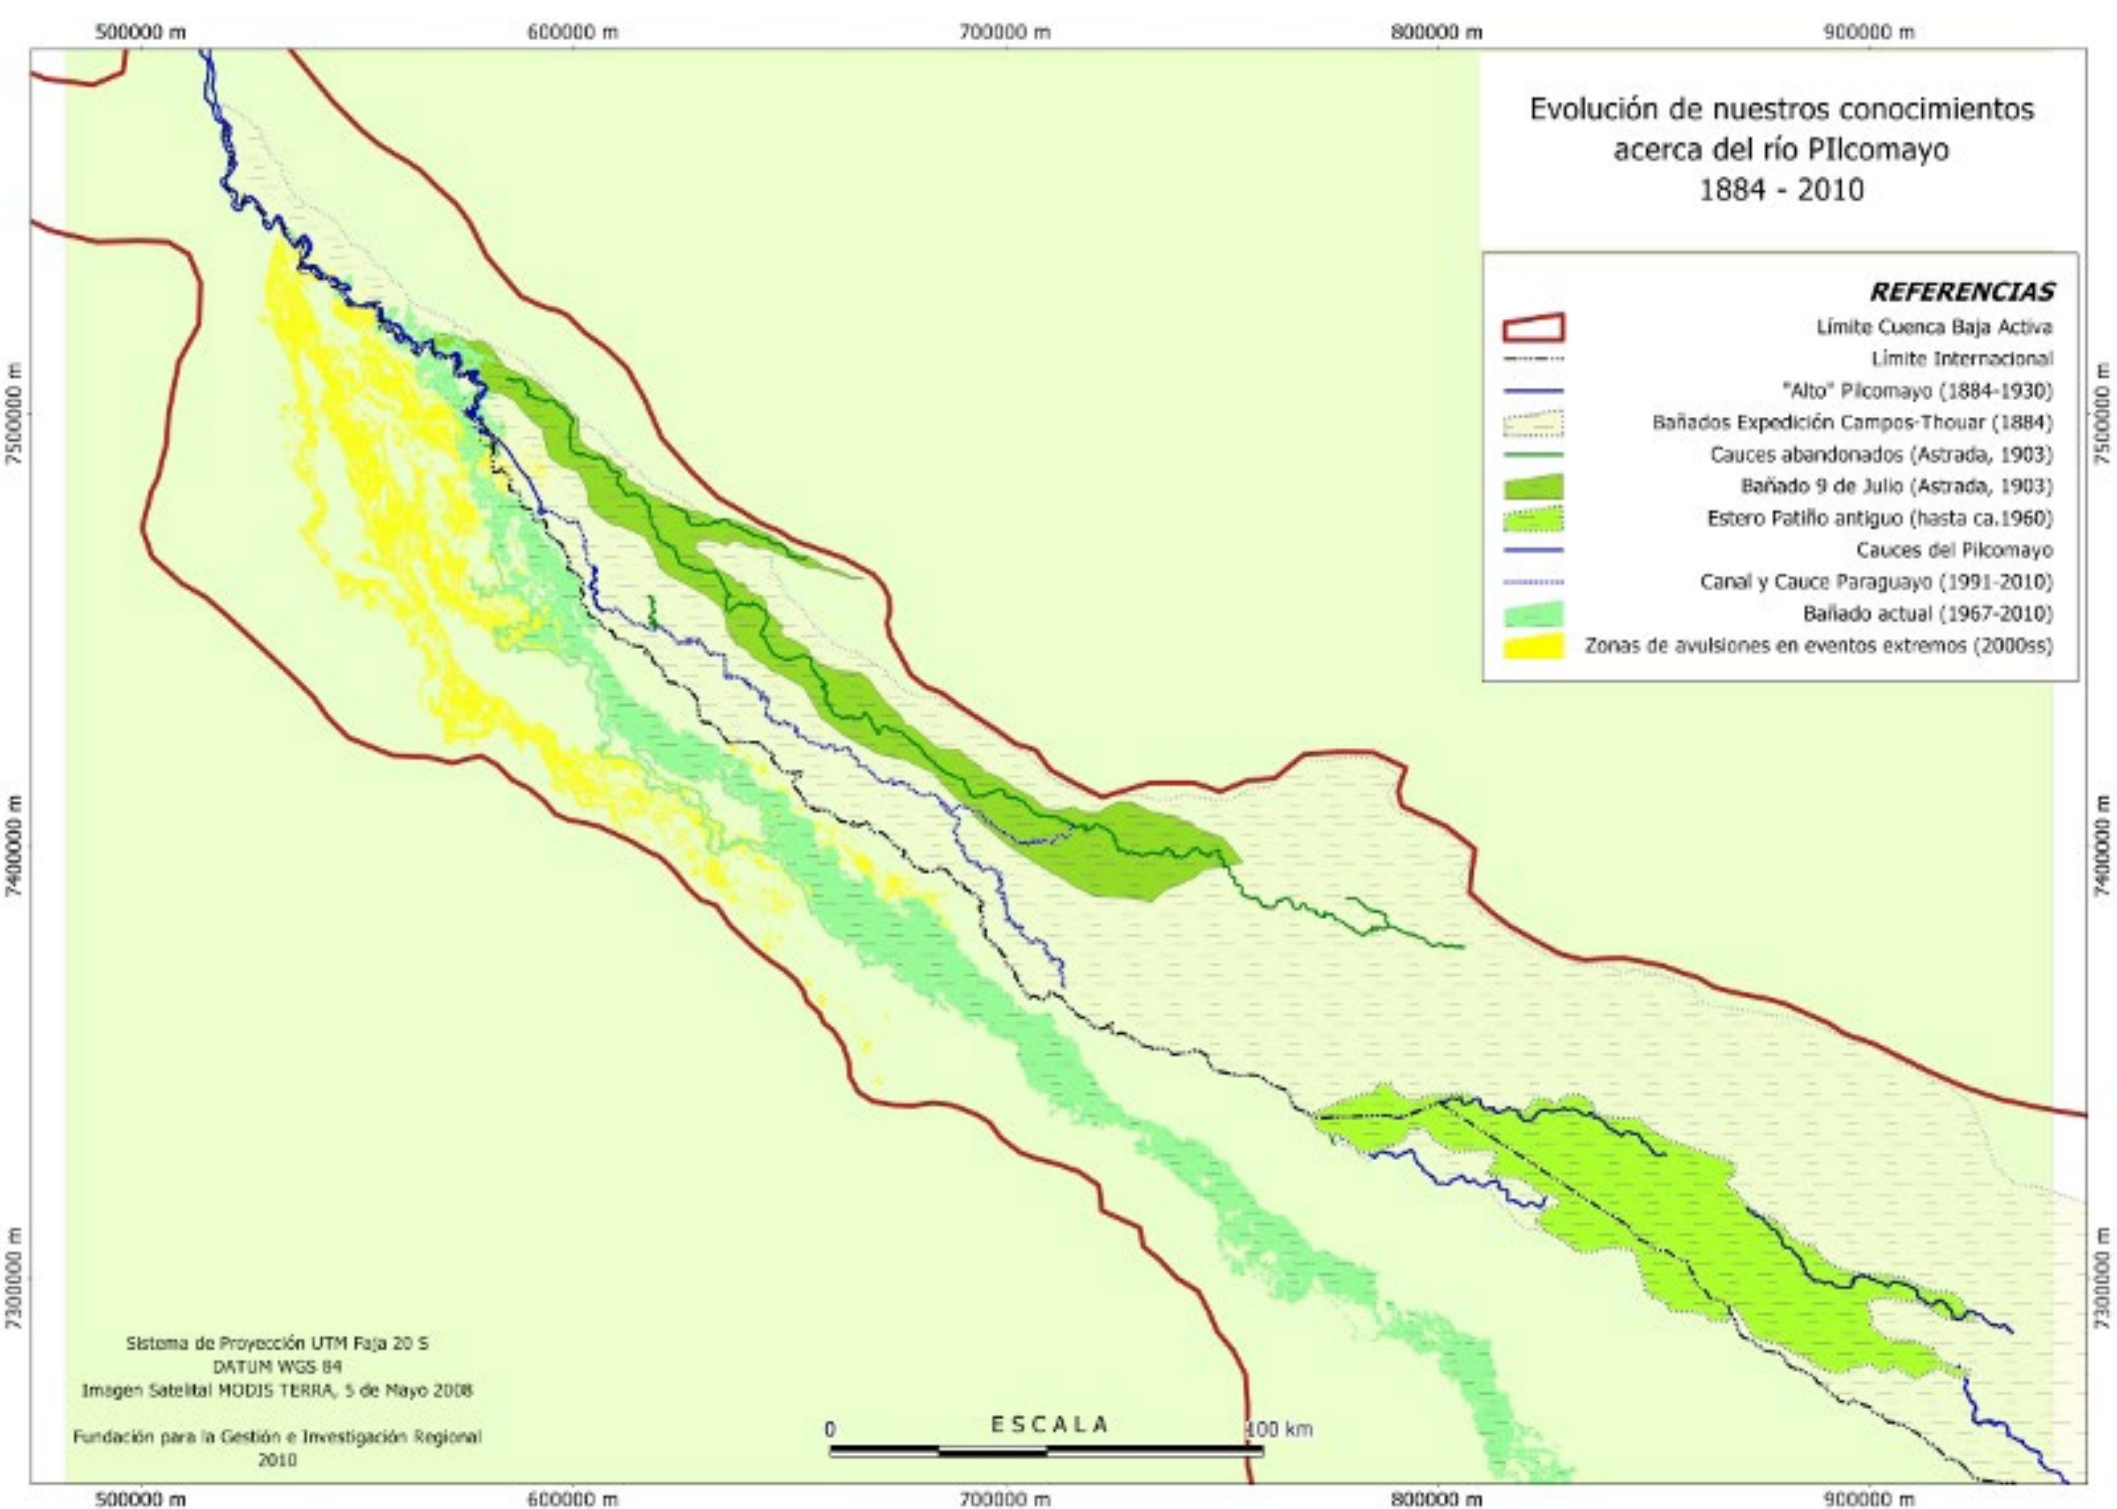 500000 m
600000 m
700000 m
800000 m
900000 m
Evolución de nuestros conocimientos
acerca del río PIlcomayo
1884 - 2010
REFERENCIAS
Límite Cuenca Baja Activa
Límite Internacional
"Alto" Pilcomayo (1884-1930)
Bañados Expedición Campos-Thouar (1884)
Cauces abandonados (Astrada, 1903)
Bañado 9 de Julio (Astrada, 1903)
Estero Patiño antiguo (hasta ca.1960)
Cauces del Pilcomayo
Canal y Cauce Paraguayo (1991-2010)
Bañado actual (1967-2010)
Zonas de avulsiones en eventos extremos (2000ss)
7500000 m
7500000 m
7400000 m
7400000 m
7300000 m
7300000 m
Sistema de Proyección UTM Faja 20 S
DATUM WGS 84
Imagen Satelital MODIS TERRA, 5 de Mayo 2008
Fundación para la Gestión e Investigación Regional
2010
0
ESCALA
100 km
500000 m
600000 m
700000 m
800000 m
900000 m